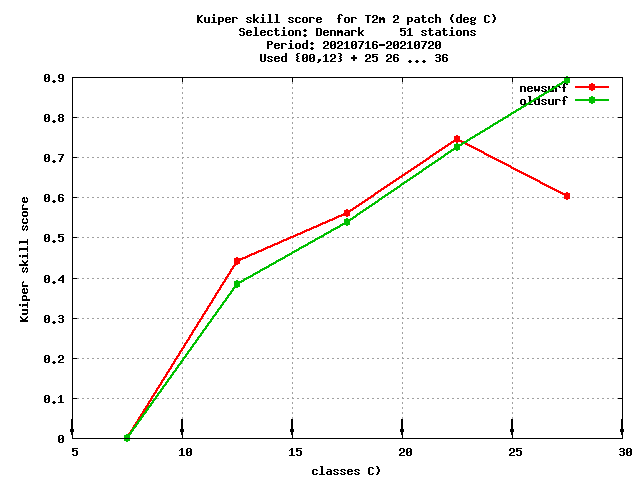 Kuiper skill score  for T2m 2 patch (deg C)
Selection: Denmark     51 stations
Period: 20210716-20210720
Used {00,12} + 25 26 ... 36
newsurf
oldsurf
0.9
0.8
0.7
0.6
0.5
0.4
0.3
0.2
0.1
0
Kuiper skill score
5 10 15 20 25 30
classes C)